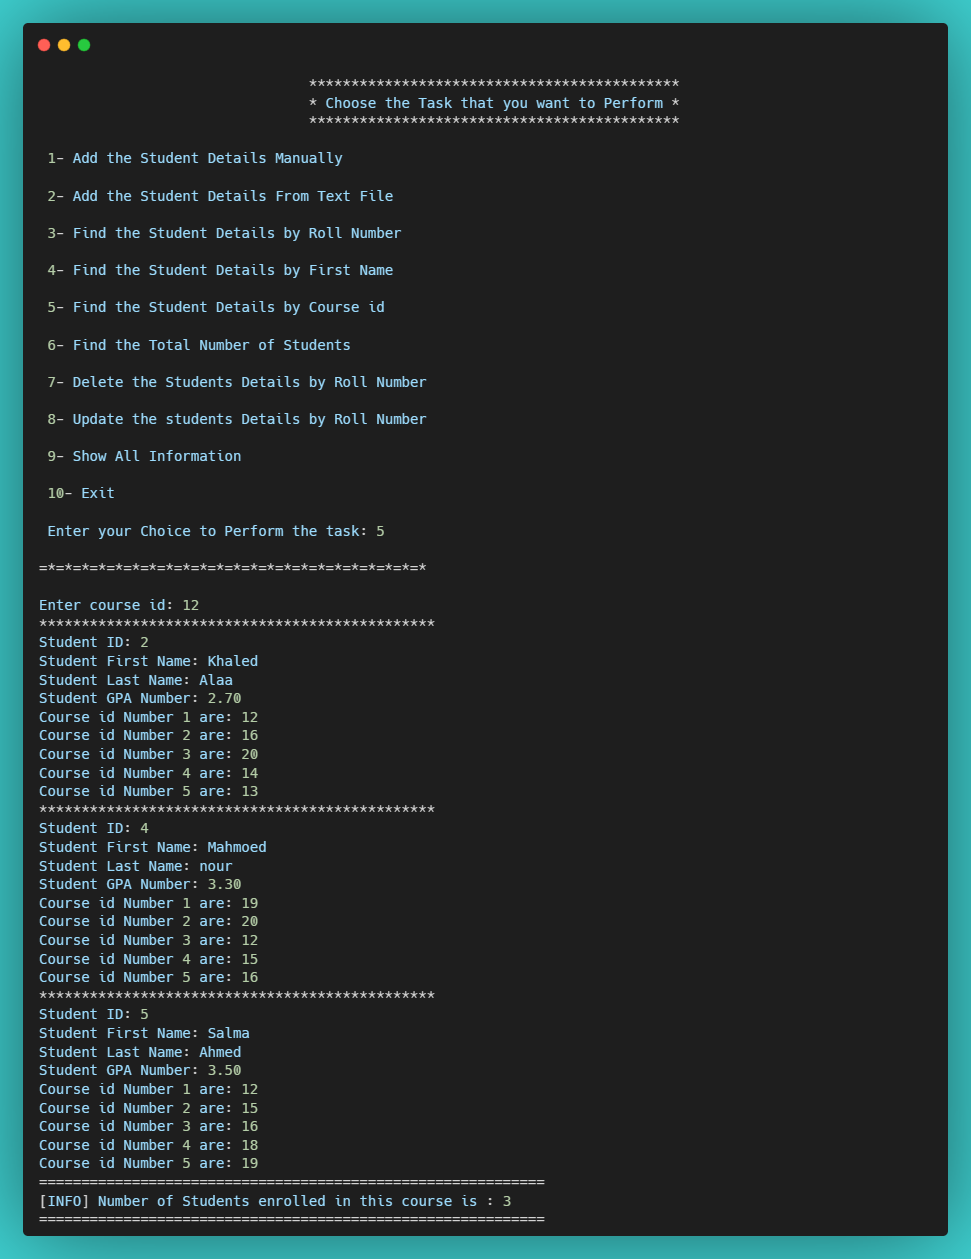 ********************************************
* Choose the Task that you want to Perform *
********************************************
1- Add the Student Details Manually
2- Add the Student Details From Text File
3- Find the Student Details by Roll Number
4- Find the Student Details by First Name
5- Find the Student Details by Course id
6- Find the Total Number of Students
7- Delete the Students Details by Roll Number
8- Update the students Details by Roll Number
9- Show All Information
10- Exit
Enter your Choice to Perform the task: 5
=*=*=*=*=*=*=*=*=*=*=*=*=*=*=*=*=*=*=*=*=*=*=*
Enter course id: 12
***********************************************
Student ID: 2
Student First Name: Khaled
Student Last Name: Alaa
Student GPA Number: 2.70
Course id Number 1 are: 12
Course id Number 2 are: 16
Course id Number 3 are: 20
Course id Number 4 are: 14
Course id Number 5 are: 13
***********************************************
Student ID: 4
Student First Name: Mahmoed
Student Last Name: nour
Student GPA Number: 3.30
Course id Number 1 are: 19
Course id Number 2 are: 20
Course id Number 3 are: 12
Course id Number 4 are: 15
Course id Number 5 are: 16
***********************************************
Student ID: 5
Student First Name: Salma
Student Last Name: Ahmed
Student GPA Number: 3.50
Course id Number 1 are: 12
Course id Number 2 are: 15
Course id Number 3 are: 16
Course id Number 4 are: 18
Course id Number 5 are: 19
============================================================
[INFO] Number of Students enrolled in this course is : 3
============================================================